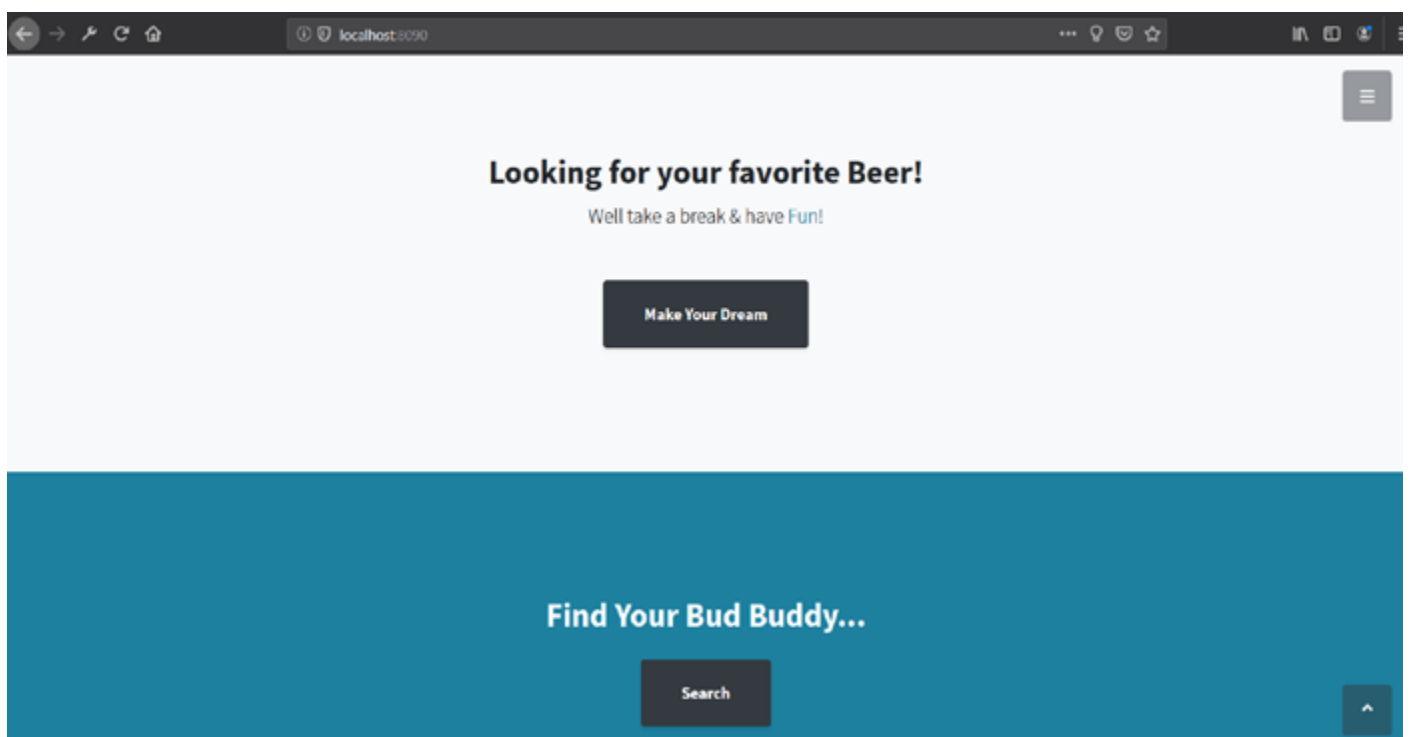 localhost:8090
Looking for your favorite Beer!
Well take a break & have Fun!
Make Your Dream
Find Your Bud Buddy...
Search